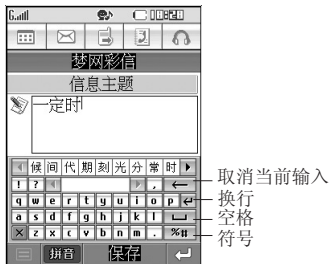 梦网彩信
信息主题
一定时
候 间 代 期 刻 光 分 常 时
! ? , ← 取消当前输入
q w e r t y u i o p 换行
a s d f g h j k l 空格
z x c v b n m . %# 符号
拼音 保存